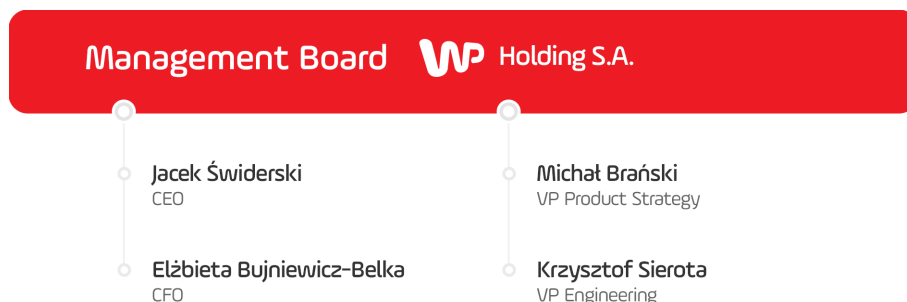 Management Board WP Holding S.A.
Jacek Świderski
CEO
Elżbieta Bujniewicz-Belka
CFO
Michał Brański
VP Product Strategy
Krzysztof Sierota
VP Engineering